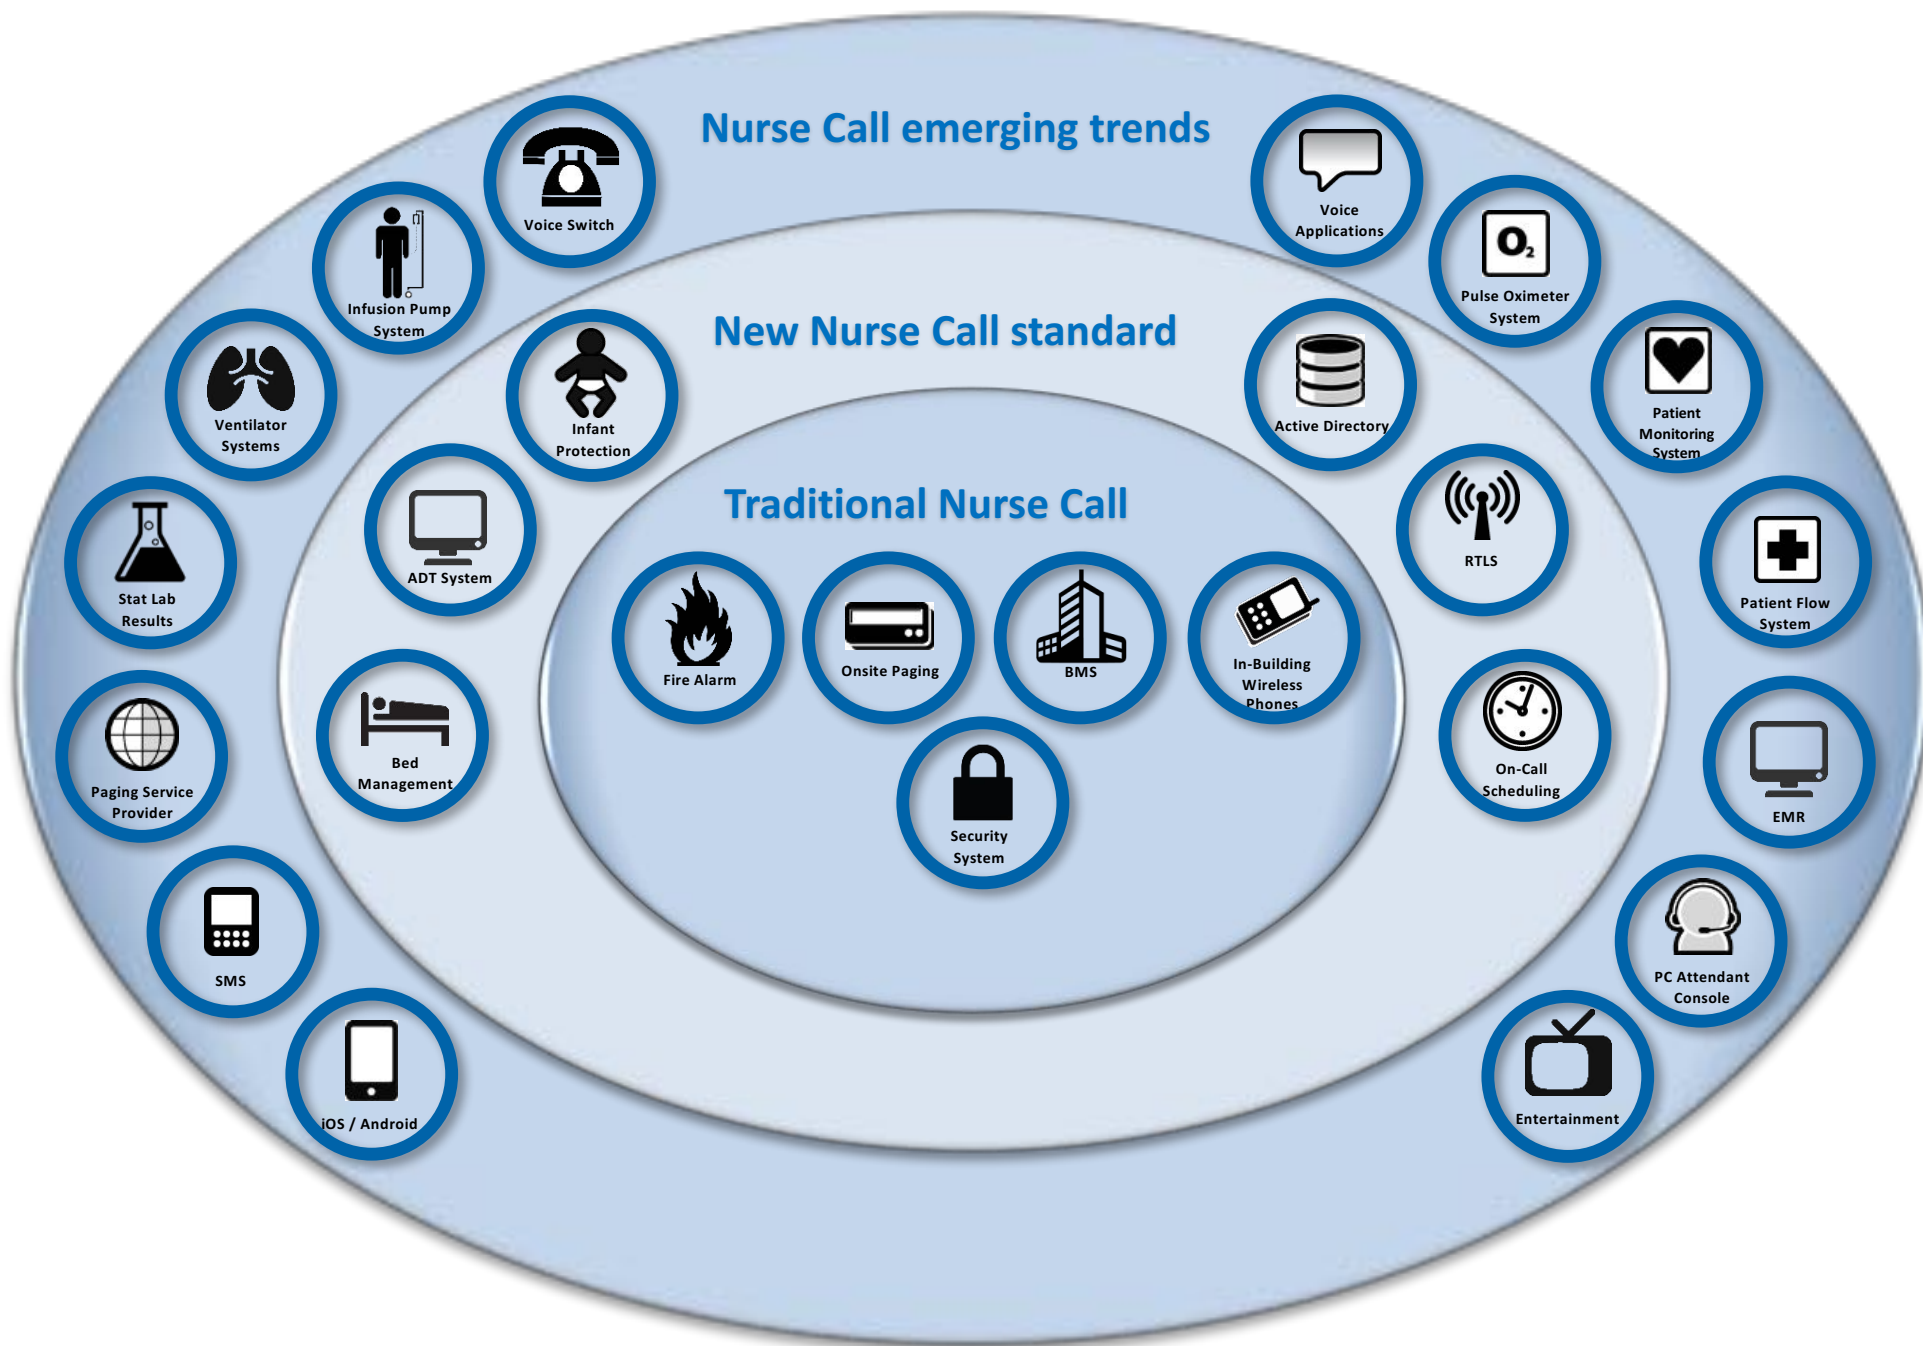 Nurse Call emerging trends
Voice Switch
Voice
Applications
Infusion Pump
System
Pulse Oximeter
System
Ventilator
Systems
Patient
Monitoring
System
Stat Lab
Results
Patient Flow
System
Paging Service
Provider
EMR
SMS
PC Attendant
Console
iOS / Android
Entertainment
New Nurse Call standard
Infant
Protection
Active Directory
ADT System
RTLS
Bed
Management
On-Call
Scheduling
Traditional Nurse Call
Fire Alarm
Onsite Paging
BMS
In-Building
Wireless
Phones
Security
System
O₂